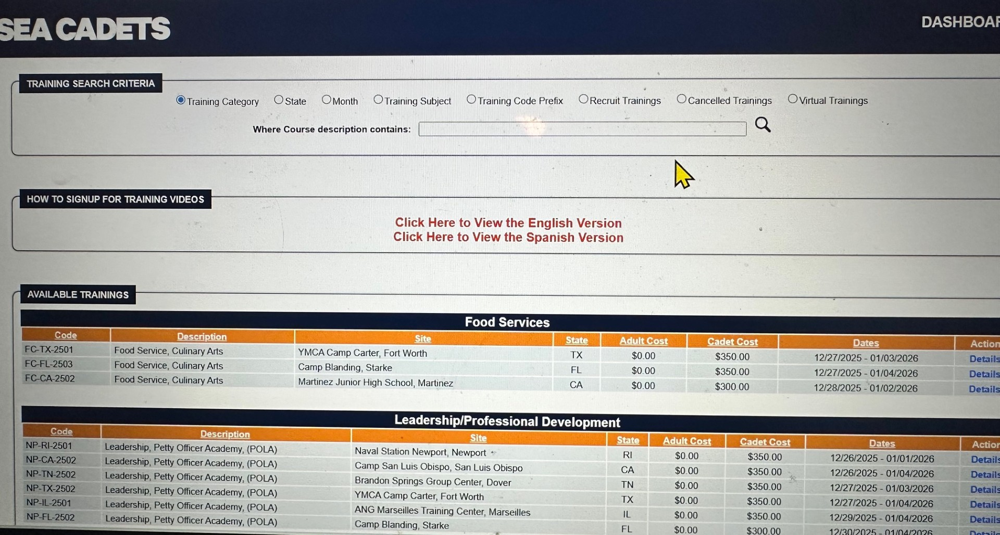 SEA CADETS
DASHBOAR
TRAINING SEARCH CRITERIA
Training Category State Month Training Subject Training Code Prefix Recruit Trainings Cancelled Trainings Virtual Trainings
Where Course description contains:
HOW TO SIGNUP FOR TRAINING VIDEOS
Click Here to View the English Version
Click Here to View the Spanish Version
AVAILABLE TRAININGS
Food Services
Code Description Site State Adult Cost Cadet Cost Dates Action
FC-TX-2501 Food Service, Culinary Arts YMCA Camp Carter, Fort Worth TX $0.00 $350.00 12/27/2025 - 01/03/2026 Details
FC-FL-2503 Food Service, Culinary Arts Camp Blanding, Starke FL $0.00 $350.00 12/27/2025 - 01/04/2026 Details
FC-CA-2502 Food Service, Culinary Arts Martinez Junior High School, Martinez CA $0.00 $300.00 12/28/2025 - 01/02/2026 Details
Leadership/Professional Development
Code Description Site State Adult Cost Cadet Cost Dates Action
NP-RI-2501 Leadership, Petty Officer Academy, (POLA) Naval Station Newport, Newport RI $0.00 $350.00 12/26/2025 - 01/01/2026 Details
NP-CA-2502 Leadership, Petty Officer Academy, (POLA) Camp San Luis Obispo, San Luis Obispo CA $0.00 $350.00 12/26/2025 - 01/04/2026 Details
NP-TN-2502 Leadership, Petty Officer Academy, (POLA) Brandon Springs Group Center, Dover TN $0.00 $350.00 12/27/2025 - 01/03/2026 Details
NP-TX-2502 Leadership, Petty Officer Academy, (POLA) YMCA Camp Carter, Fort Worth TX $0.00 $350.00 12/27/2025 - 01/04/2026 Details
NP-IL-2501 Leadership, Petty Officer Academy, (POLA) ANG Marseilles Training Center, Marseilles IL $0.00 $350.00 12/29/2025 - 01/04/2026 Details
NP-FL-2502 Leadership, Petty Officer Academy, (POLA) Camp Blanding, Starke FL $0.00 $300.00 12/30/2025 - 01/04/2026 Details